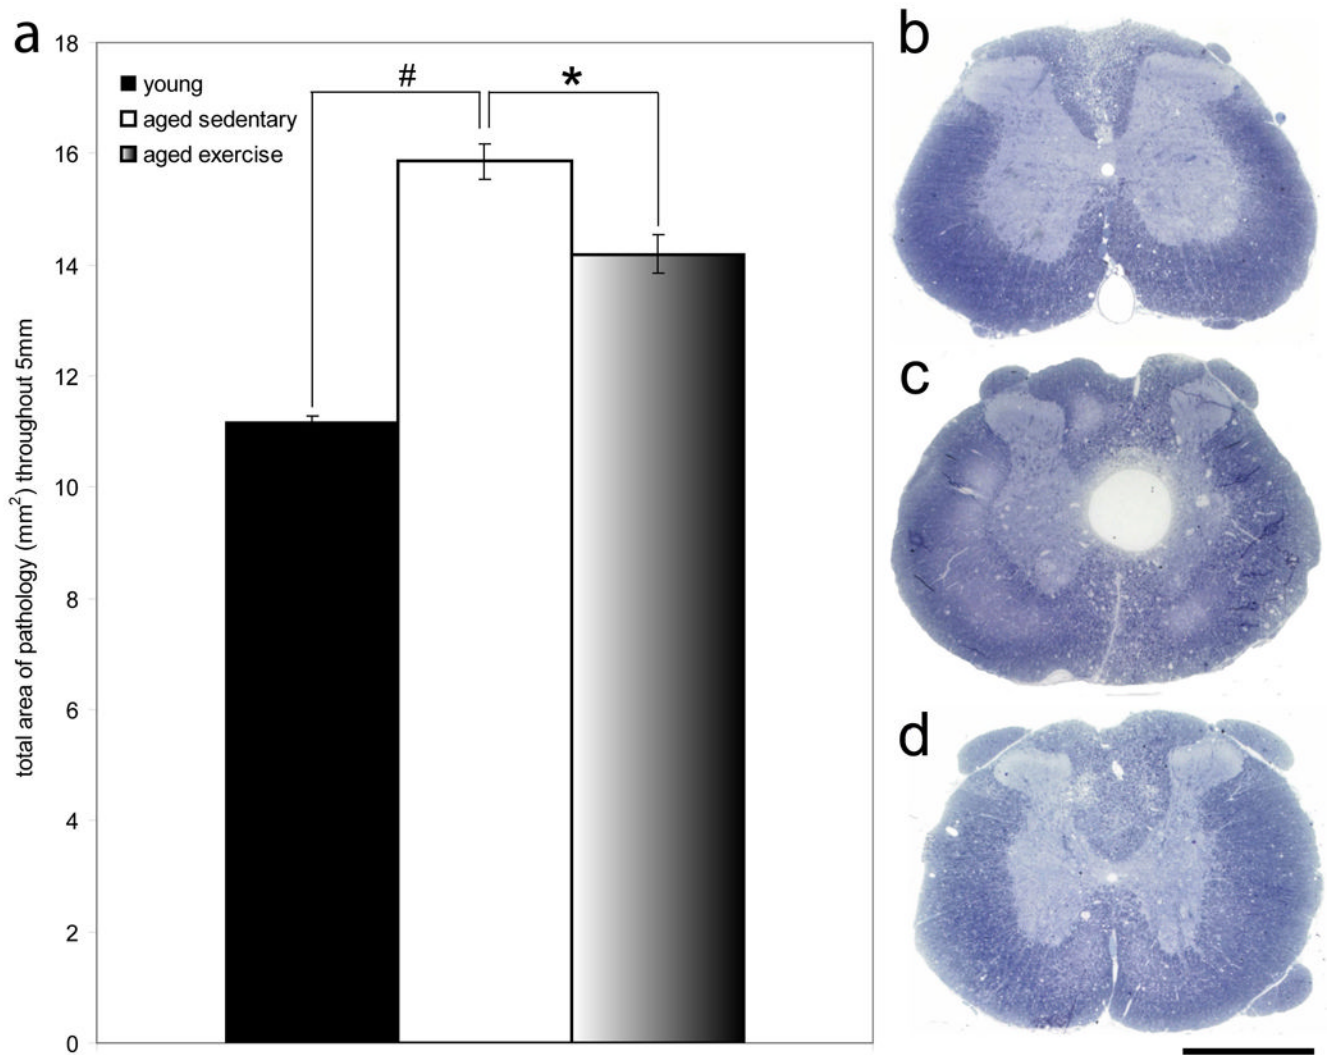 a
18
16
14
12
10
8
6
4
2
0
total area of pathology (mm²) throughout 5mm
young
aged sedentary
aged exercise
#
*
b
c
d